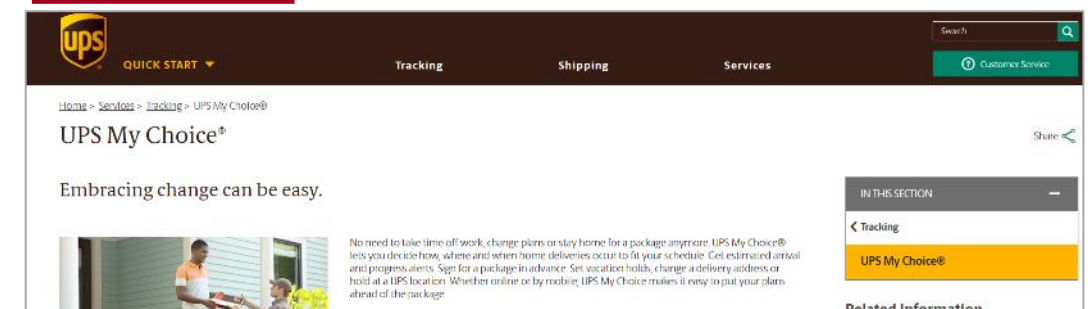 ups
Search
QUICK START
Tracking
Shipping
Services
Customer Service
Home > Services > Tracking > UPS My Choice®
UPS My Choice®
Share
Embracing change can be easy.
IN THIS SECTION
Tracking
UPS My Choice®
No need to take time off work, change plans or stay home for a package anymore. UPS My Choice®
lets you decide how, where and when home deliveries occur to fit your schedule. Get estimated arrival
and progress alerts. Sign for a package in advance. Set vacation holds, change a delivery address or
hold at a UPS location. Whether online or by mobile, UPS My Choice makes it easy to put your plans
ahead of the package
Related Information